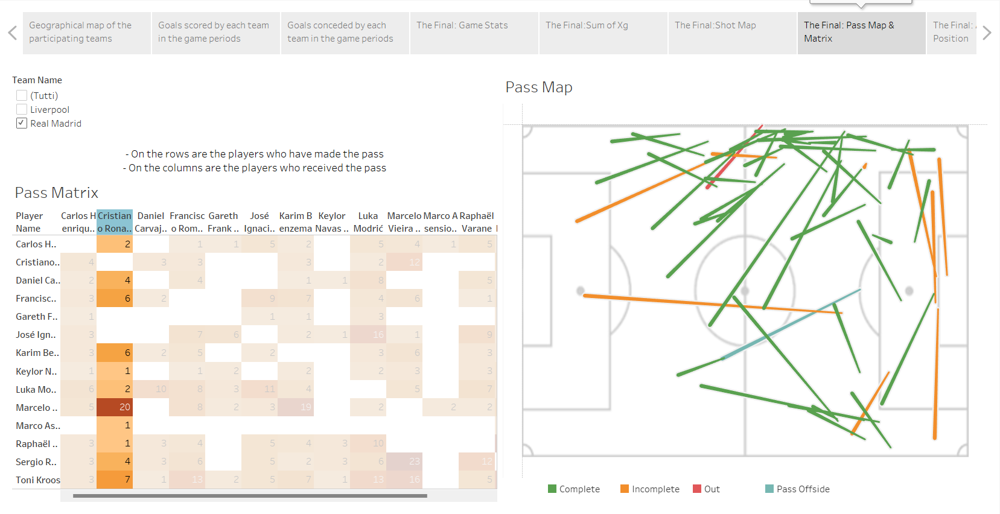 Geographical map of the
participating teams
Goals scored by each team
in the game periods
Goals conceded by each
team in the game periods
The Final: Game Stats
The Final:Sum of Xg
The Final:Shot Map
The Final: Pass Map &
Matrix
The Final:
Position
Team Name
(Tutti)
Liverpool
Real Madrid
- On the rows are the players who have made the pass
- On the columns are the players who received the pass
Pass Matrix
Player Name Carlos H enriqu.. Cristian o Rona.. Daniel Carvaj.. Francisc o Rom.. Gareth Frank .. José Ignaci.. Karim B enzema Keylor Navas .. Luka Modrić Marcelo Vieira .. Marco A sensio.. Raphaël Varane
Carlos H.. 2 1 1 5 2 5 4 1 5
Cristiano.. 4 3 3 3 2 12
Daniel Ca.. 2 4 4 1 1 8 5
Francisc.. 3 6 2 9 7 4 6 1
Gareth F.. 1 1 1 3
José Ign.. 3 7 6 2 1 16 1 9
Karim Be.. 3 6 2 5 2 3 6 3
Keylor N.. 1 1 1 2 2 2 3 3
Luka Mo.. 6 2 10 8 3 11 4 5 7
Marcelo .. 5 20 8 2 3 19 2 2 2
Marco As.. 1
Raphaël .. 3 1 3 4 5 4 3 10
Sergio R.. 3 4 3 6 5 2 3 6 23 12
Toni Kroos 3 7 1 13 2 5 7 1 13 16 5
Pass Map
Complete
Incomplete
Out
Pass Offside